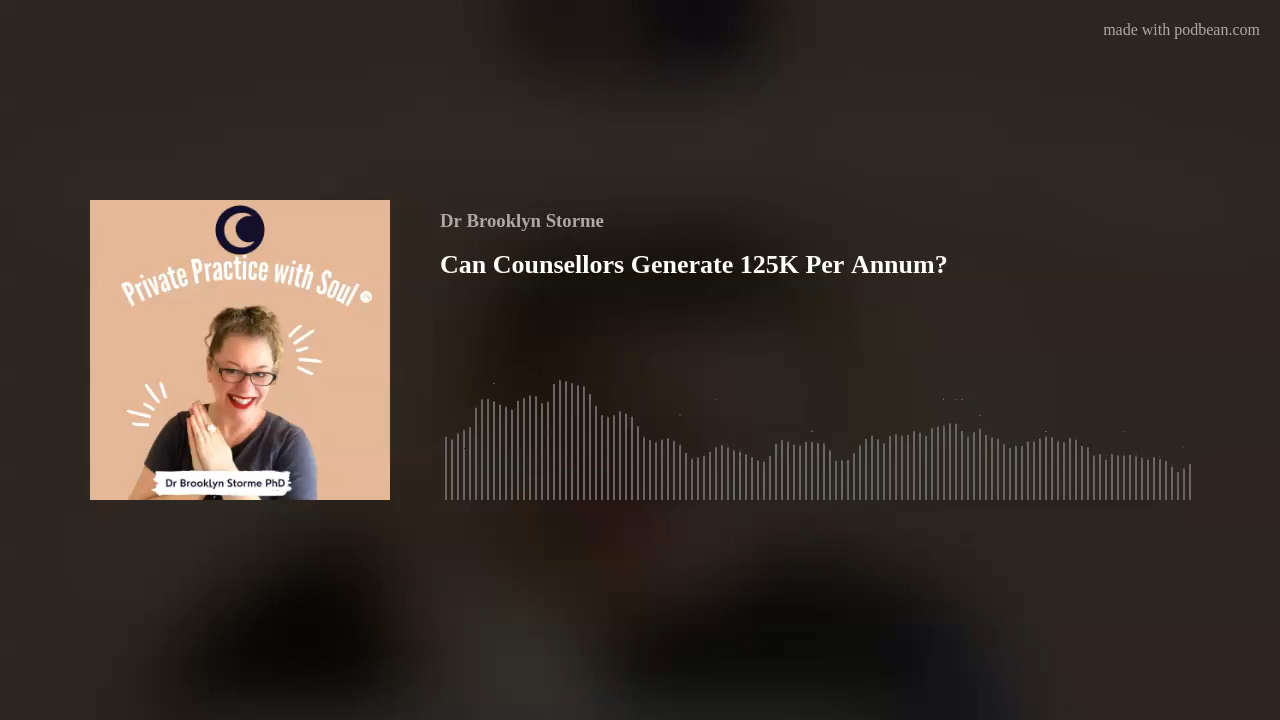 made with podbean.com
Private Practice with Soul
Dr Brooklyn Storme PhD
Dr Brooklyn Storme
Can Counsellors Generate 125K Per Annum?